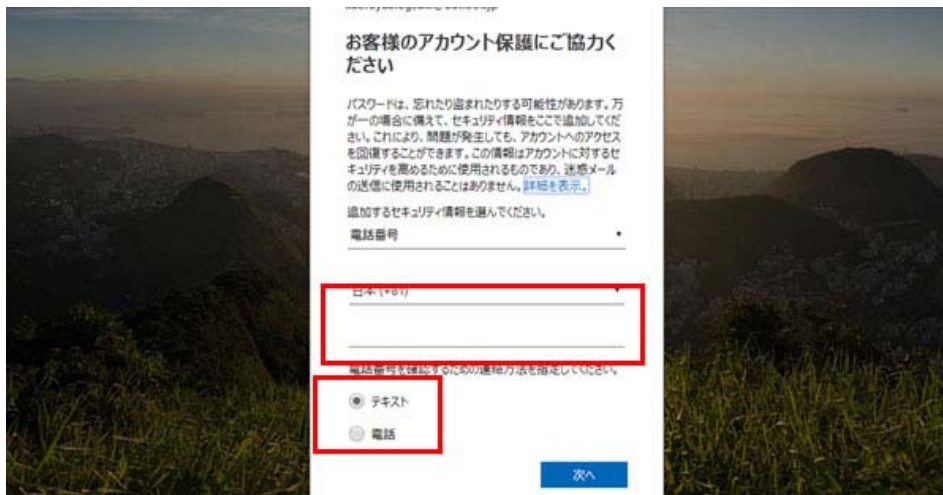 お客様のアカウント保護にご協力く
ださい
パスワードは、忘れたり盗まれたりする可能性があります。万
が一の場合に備えて、セキュリティ情報をここで追加してくだ
さい。これにより、問題が発生しても、アカウントへのアクセス
を回復することができます。この情報はアカウントに対するセ
キュリティを高めるために使用されるものであり、迷惑メール
の送信に使用されることはありません。詳細を表示。
追加するセキュリティ情報を選んでください。
電話番号
日本 (+81)
電話番号を確認するための連絡方法を指定してください。
テキスト
電話
次へ